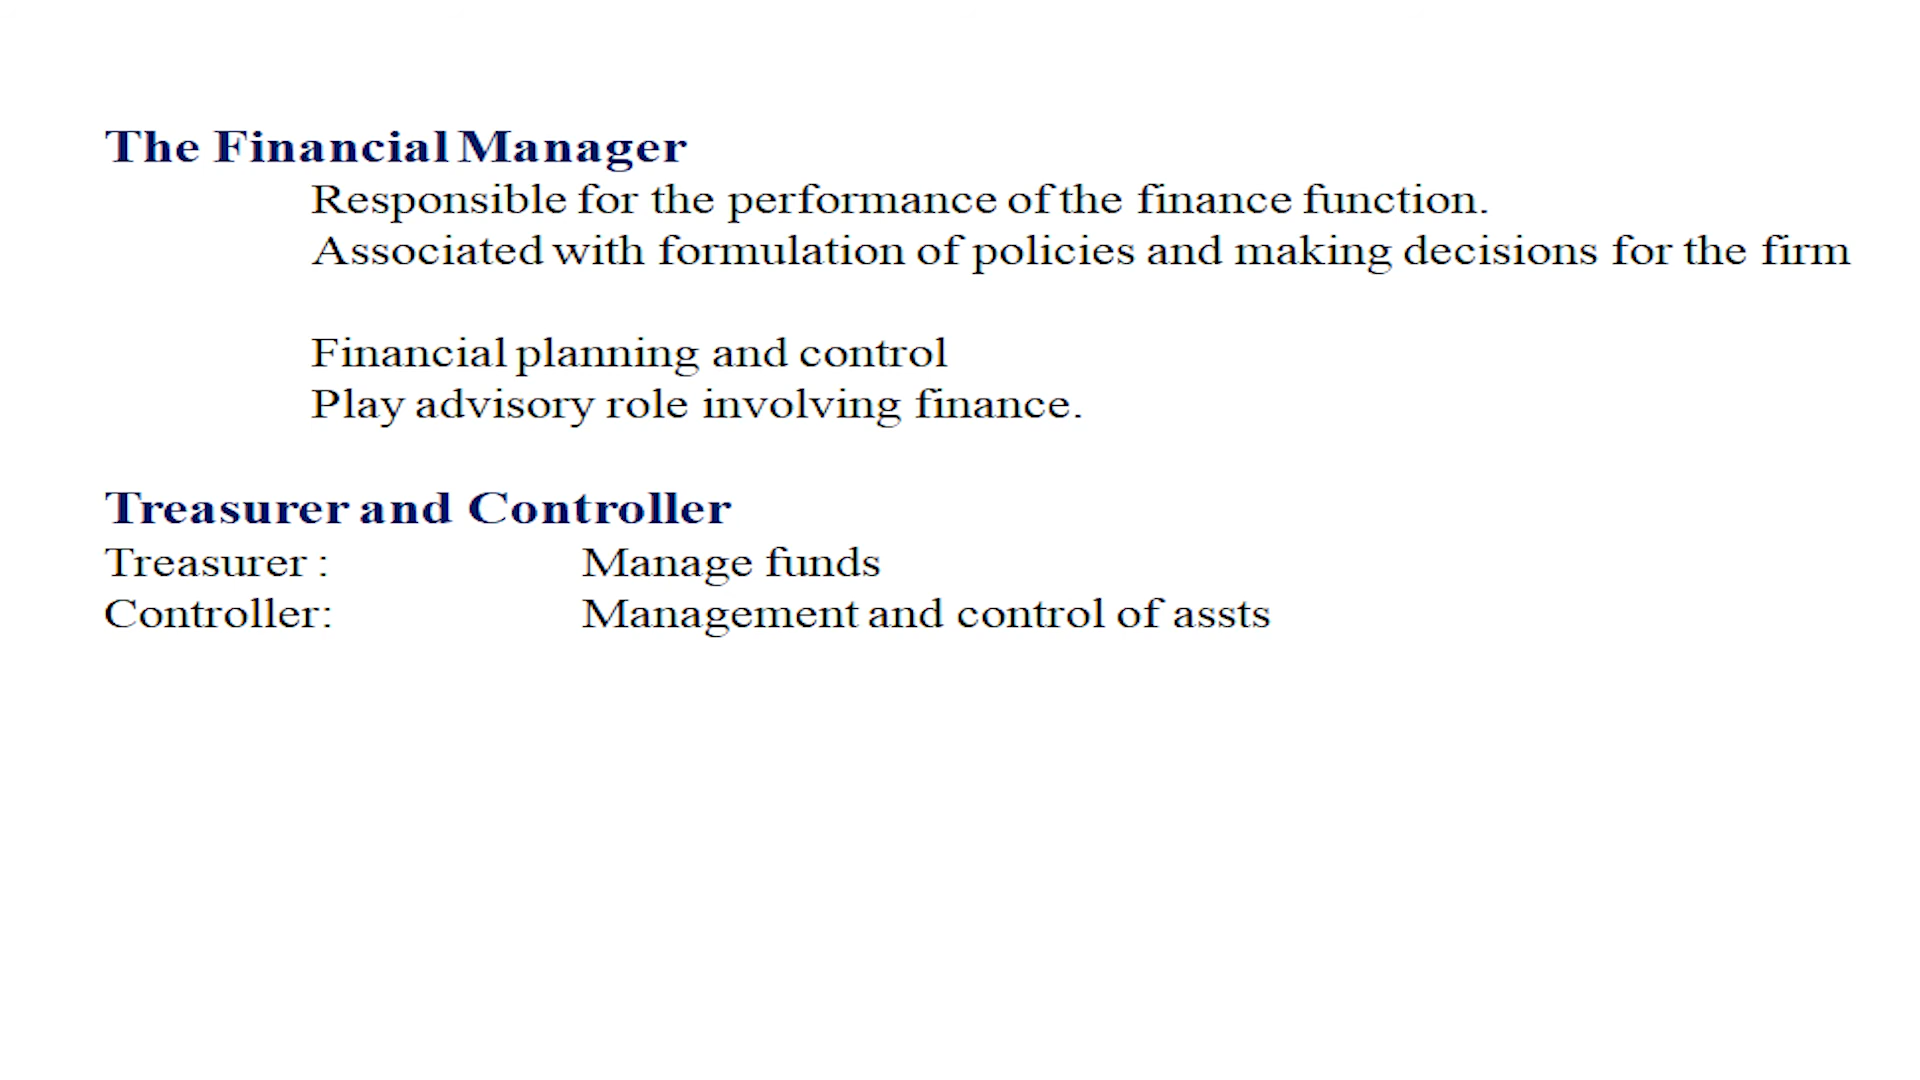 The Financial Manager
Responsible for the performance of the finance function.
Associated with formulation of policies and making decisions for the firm
Financial planning and control
Play advisory role involving finance.
Treasurer and Controller
Treasurer : Manage funds
Controller: Management and control of assts